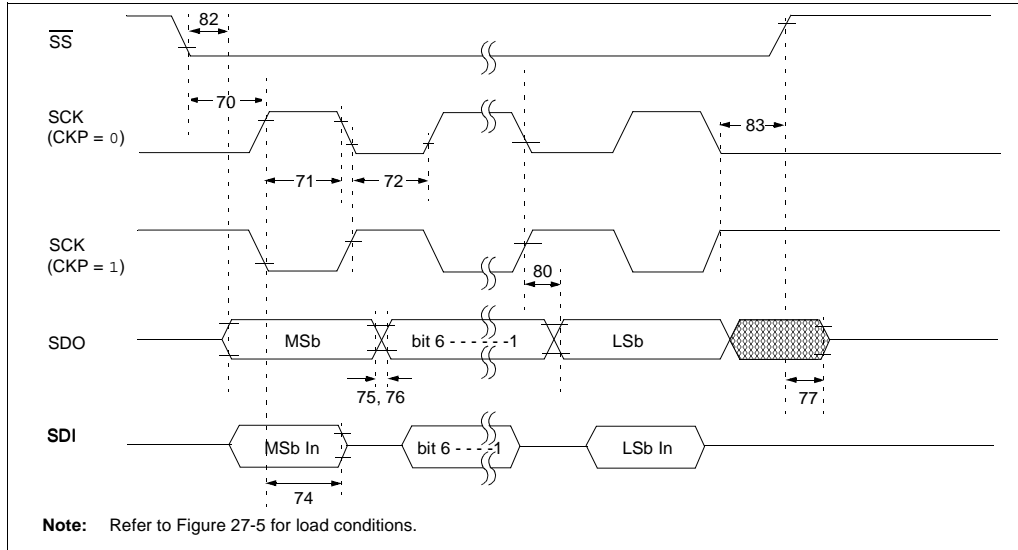 82
SS
70
SCK
(CKP = 0)
83
71
72
SCK
(CKP = 1)
80
SDO
MSb
bit 6 - - - - - -1
LSb
75, 76
77
SDI
MSb In
bit 6 - - - -1
LSb In
74
Note: Refer to Figure 27-5 for load conditions.